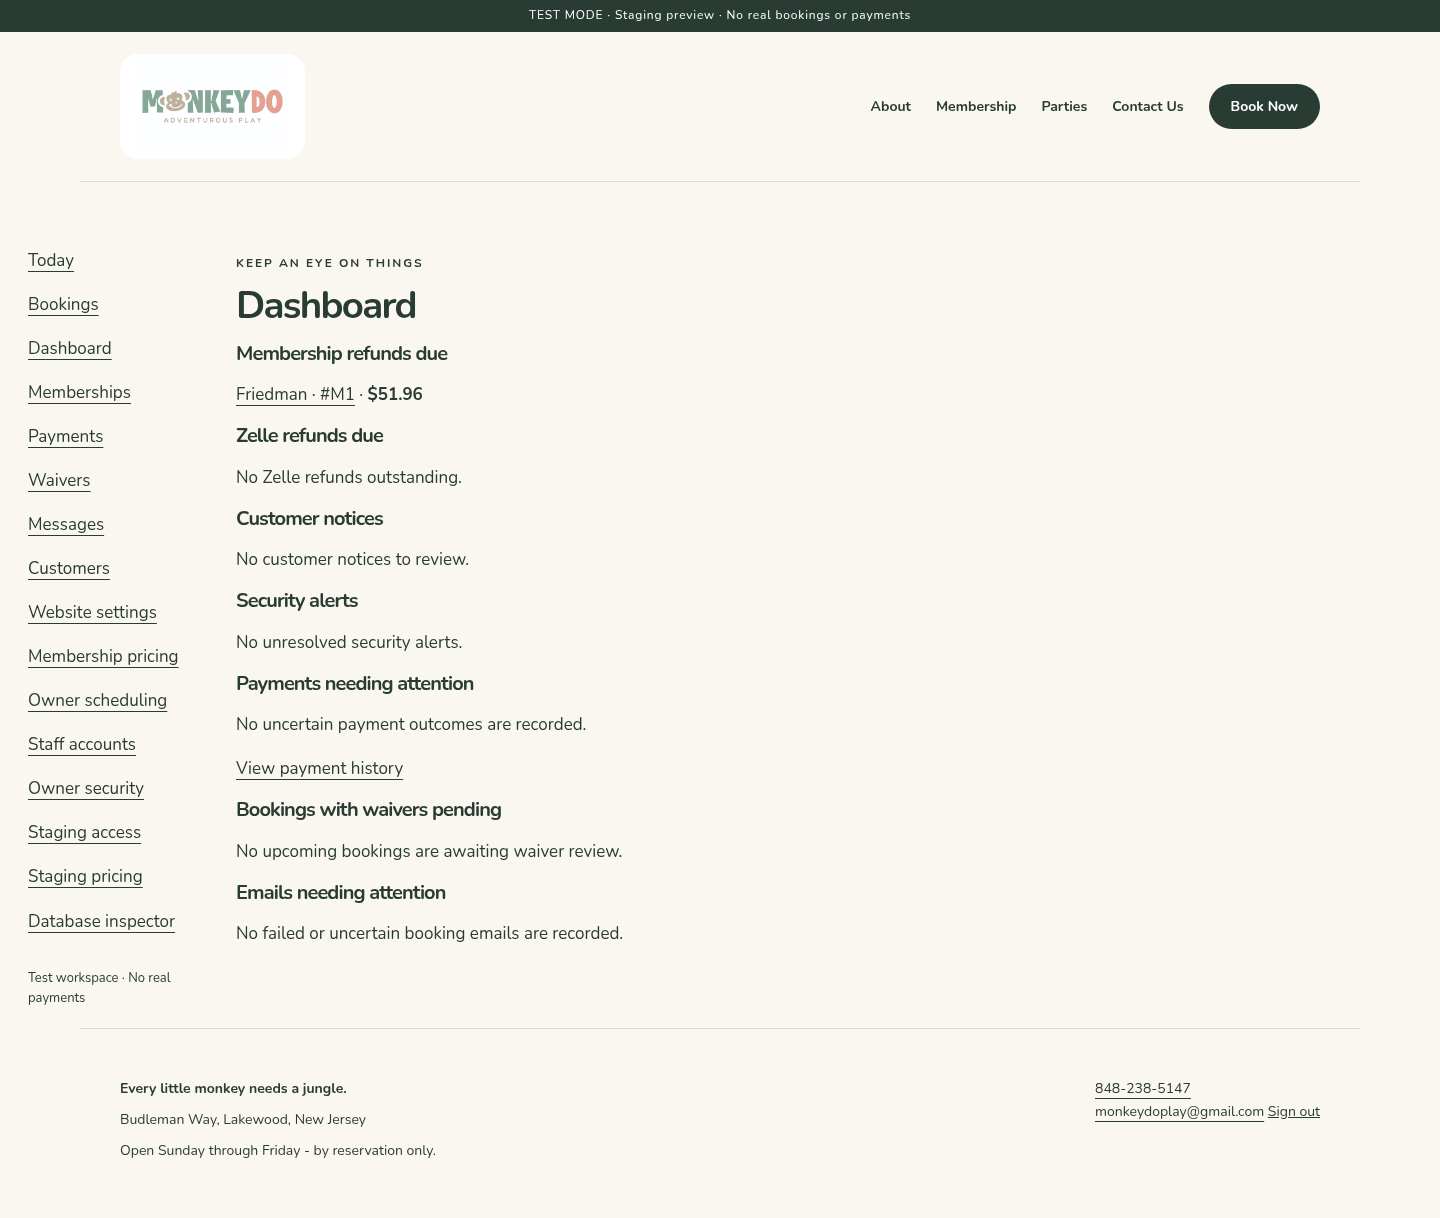 TEST MODE · Staging preview · No real bookings or payments
MONKEYDO
ADVENTUROUS PLAY
About
Membership
Parties
Contact Us
Book Now
Today
Bookings
Dashboard
Memberships
Payments
Waivers
Messages
Customers
Website settings
Membership pricing
Owner scheduling
Staff accounts
Owner security
Staging access
Staging pricing
Database inspector
Test workspace · No real
payments
KEEP AN EYE ON THINGS
Dashboard
Membership refunds due
Friedman · #M1 · $51.96
Zelle refunds due
No Zelle refunds outstanding.
Customer notices
No customer notices to review.
Security alerts
No unresolved security alerts.
Payments needing attention
No uncertain payment outcomes are recorded.
View payment history
Bookings with waivers pending
No upcoming bookings are awaiting waiver review.
Emails needing attention
No failed or uncertain booking emails are recorded.
Every little monkey needs a jungle.
Budleman Way, Lakewood, New Jersey
Open Sunday through Friday - by reservation only.
848-238-5147
monkeydoplay@gmail.com Sign out